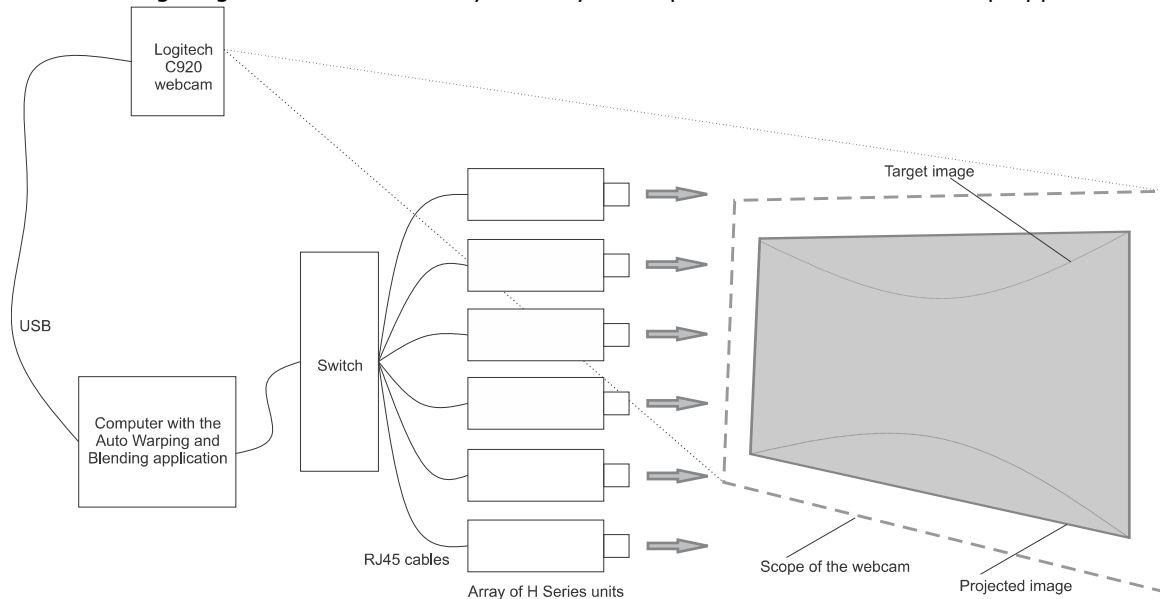 Logitech
C920
webcam
Target image
USB
Switch
Computer with the
Auto Warping and
Blending application
RJ45 cables
Scope of the webcam
Projected image
Array of H Series units